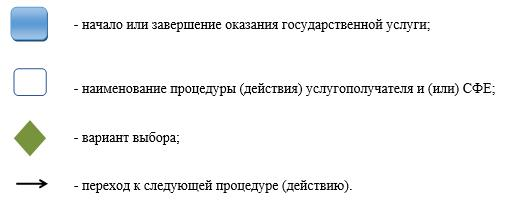 - начало или завершение оказания государственной услуги;
- наименование процедуры (действия) услугополучателя и (или) СФЕ;
- вариант выбора;
- переход к следующей процедуре (действию).